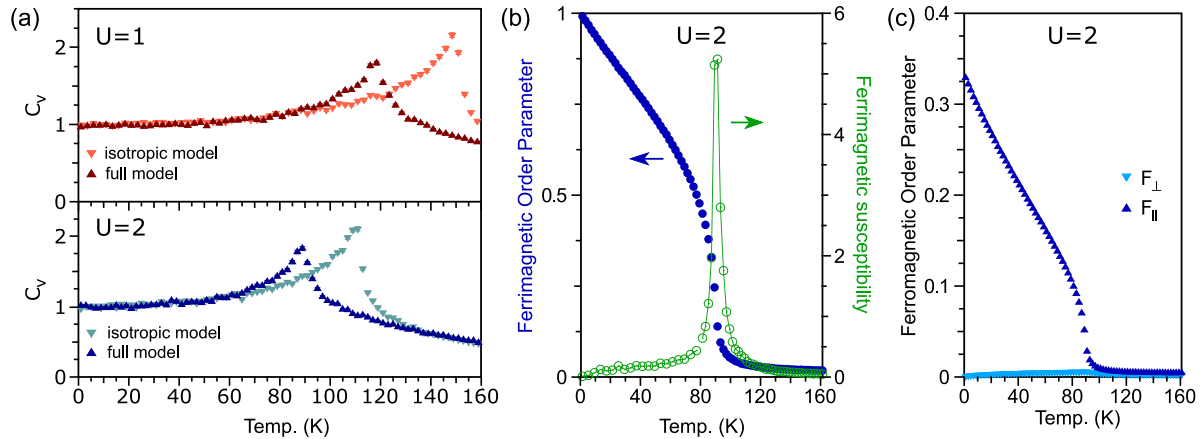 (a)
U=1
2
1
0
C_V
isotropic model
full model
U=2
2
1
0
C_V
isotropic model
full model
0 20 40 60 80 100 120 140 160
Temp. (K)
(b)
U=2
1
0.5
0
Ferrimagnetic Order Parameter
6
4
2
0
Ferrimagnetic susceptibility
0 40 80 120 160
Temp. (K)
(c)
U=2
0.4
0.3
0.2
0.1
0
Ferromagnetic Order Parameter
F⊥
F∥
0 40 80 120 160
Temp. (K)